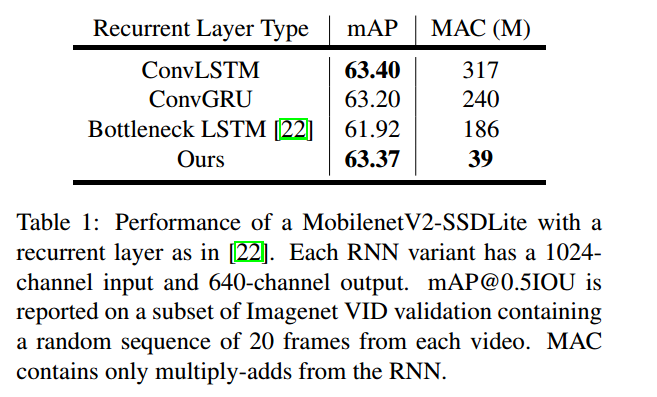 Recurrent Layer Type mAP MAC (M)
ConvLSTM 63.40 317
ConvGRU 63.20 240
Bottleneck LSTM [22] 61.92 186
Ours 63.37 39
Table 1: Performance of a MobilenetV2-SSDLite with a
recurrent layer as in [22]. Each RNN variant has a 1024-
channel input and 640-channel output. mAP@0.5IOU is
reported on a subset of Imagenet VID validation containing
a random sequence of 20 frames from each video. MAC
contains only multiply-adds from the RNN.